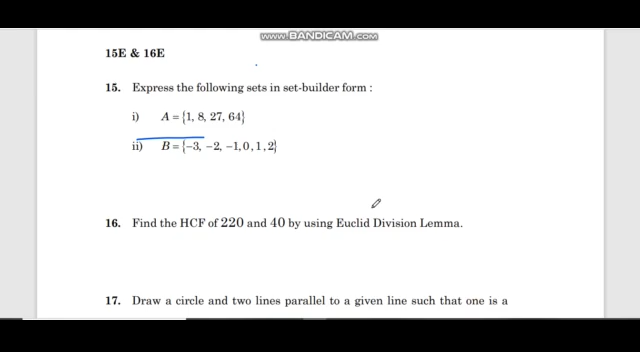 www.BANDICAM.com
15E & 16E
15. Express the following sets in set-builder form :
i) A = {1, 8, 27, 64}
ii) B = {–3, –2, –1, 0, 1, 2}
16. Find the HCF of 220 and 40 by using Euclid Division Lemma.
17. Draw a circle and two lines parallel to a given line such that one is a